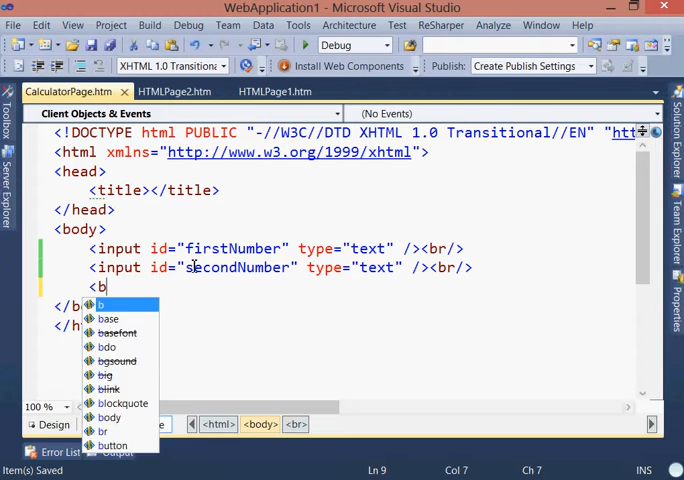 WebApplication1 - Microsoft Visual Studio
File Edit View Project Build Debug Team Data Tools Architecture Test ReSharper Analyze Window Help
Debug
XHTML 1.0 Transitiona Install Web Components Publish: Create Publish Settings
CalculatorPage.htm HTMLPage2.htm HTMLPage1.htm
Client Objects & Events (No Events)
<!DOCTYPE html PUBLIC "-//W3C//DTD XHTML 1.0 Transitional//EN" "htt
<html xmlns="http://www.w3.org/1999/xhtml">
<head>
<title></title>
</head>
<body>
<input id="firstNumber" type="text" /><br/>
<input id="secondNumber" type="text" /><br/>
<b
</bo
</ht
b
base
basefont
bdo
bgsound
big
blink
blockquote
body
br
button
100 %
Design e <html> <body> <br>
Error List Output
Item(s) Saved Ln 9 Col 7 Ch 7 INS
Toolbox
Server Explorer
Solution Explorer
Properties